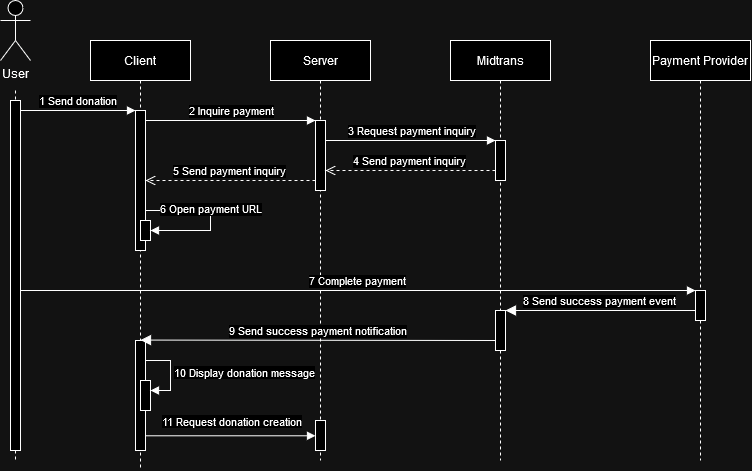 User
Client
Server
Midtrans
Payment Provider
1 Send donation
2 Inquire payment
3 Request payment inquiry
4 Send payment inquiry
5 Send payment inquiry
6 Open payment URL
7 Complete payment
8 Send success payment event
9 Send success payment notification
10 Display donation message
11 Request donation creation